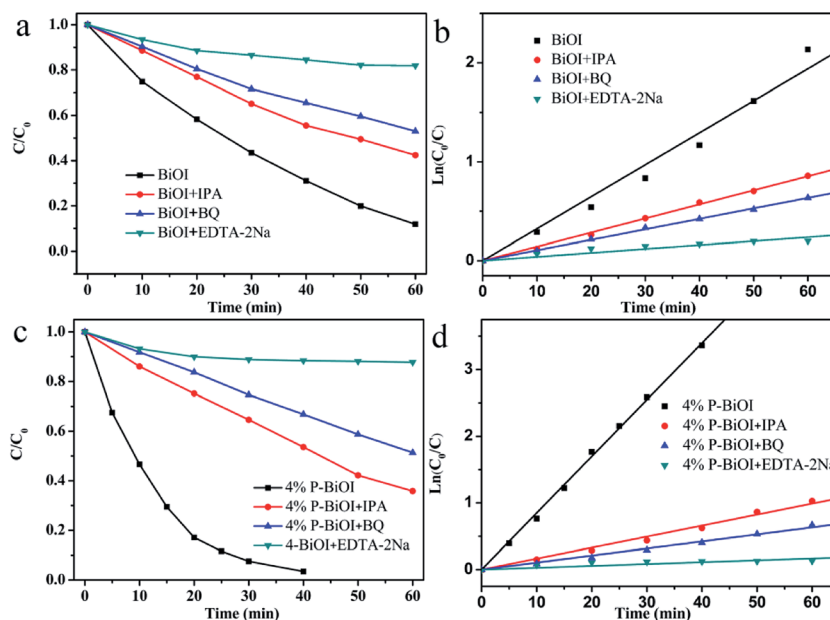 a
1.0
0.8
0.6
0.4
0.2
0.0
C/C0
BiOI
BiOI+IPA
BiOI+BQ
BiOI+EDTA-2Na
0 10 20 30 40 50 60
Time (min)
b
2
1
0
Ln(C0/C)
BiOI
BiOI+IPA
BiOI+BQ
BiOI+EDTA-2Na
0 10 20 30 40 50 60
Time (min)
c
1.0
0.8
0.6
0.4
0.2
0.0
C/C0
4% P-BiOI
4% P-BiOI+IPA
4% P-BiOI+BQ
4-BiOI+EDTA-2Na
0 10 20 30 40 50 60
Time (min)
d
3
2
1
0
Ln(C0/C)
4% P-BiOI
4% P-BiOI+IPA
4% P-BiOI+BQ
4% P-BiOI+EDTA-2Na
0 10 20 30 40 50 60
Time (min)